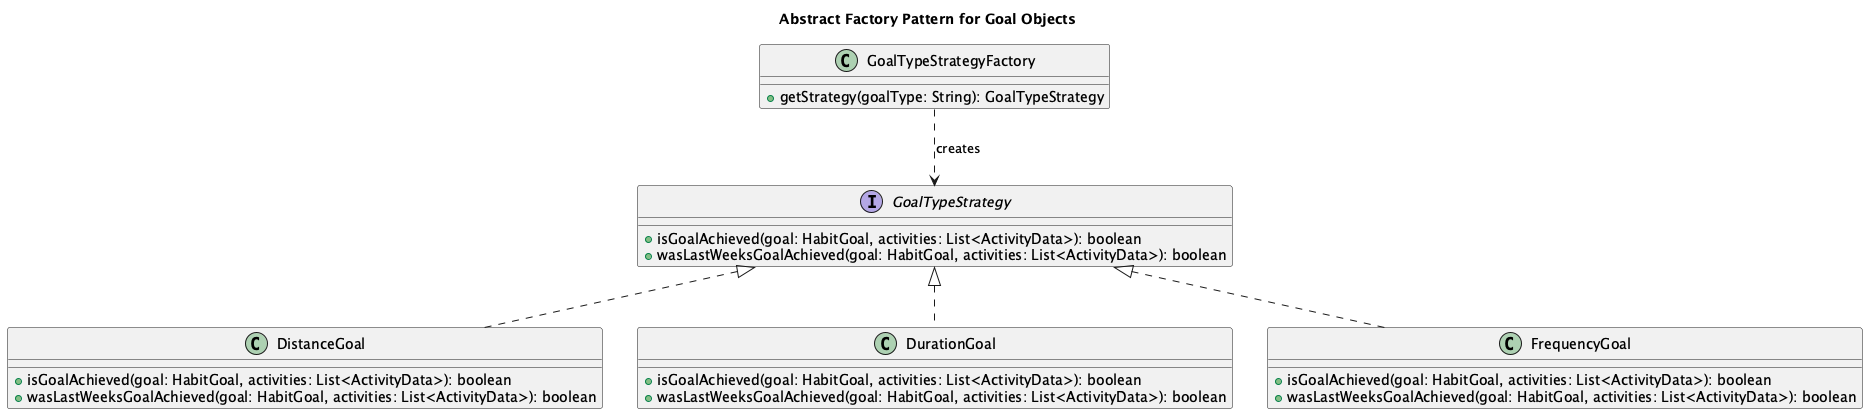 Abstract Factory Pattern for Goal Objects
C GoalTypeStrategyFactory
getStrategy(goalType: String): GoalTypeStrategy
creates
I GoalTypeStrategy
isGoalAchieved(goal: HabitGoal, activities: List<ActivityData>): boolean
wasLastWeeksGoalAchieved(goal: HabitGoal, activities: List<ActivityData>): boolean
C DistanceGoal
isGoalAchieved(goal: HabitGoal, activities: List<ActivityData>): boolean
wasLastWeeksGoalAchieved(goal: HabitGoal, activities: List<ActivityData>): boolean
C DurationGoal
isGoalAchieved(goal: HabitGoal, activities: List<ActivityData>): boolean
wasLastWeeksGoalAchieved(goal: HabitGoal, activities: List<ActivityData>): boolean
C FrequencyGoal
isGoalAchieved(goal: HabitGoal, activities: List<ActivityData>): boolean
wasLastWeeksGoalAchieved(goal: HabitGoal, activities: List<ActivityData>): boolean